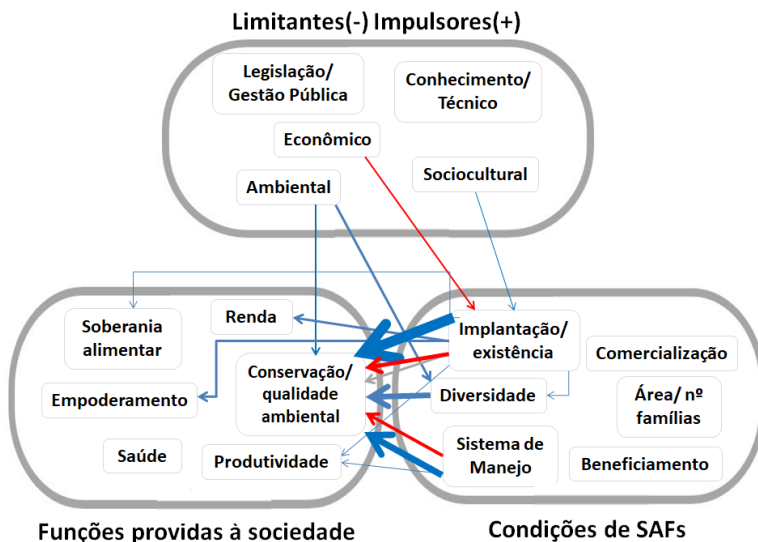 Limitantes(-) Impulsores(+)
Legislação/
Gestão Pública
Conhecimento/
Técnico
Econômico
Sociocultural
Ambiental
Soberania
alimentar
Renda
Conservação/
qualidade
ambiental
Empoderamento
Saúde
Produtividade
Implantação/
existência
Comercialização
Diversidade
Área/ nº
famílias
Sistema de
Manejo
Beneficiamento
Funções providas à sociedade
Condições de SAFs